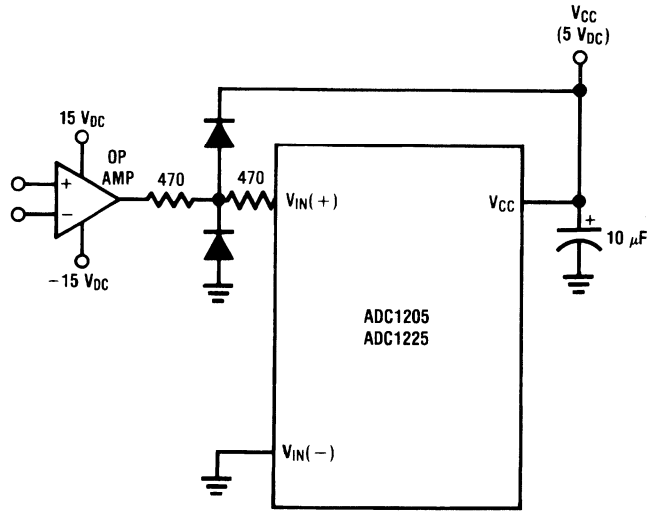 VCC
(5 VDC)
15 VDC
OP
AMP
470
470
+
−
−15 VDC
VIN(+)
VCC
+
10 µF
ADC1205
ADC1225
VIN(−)